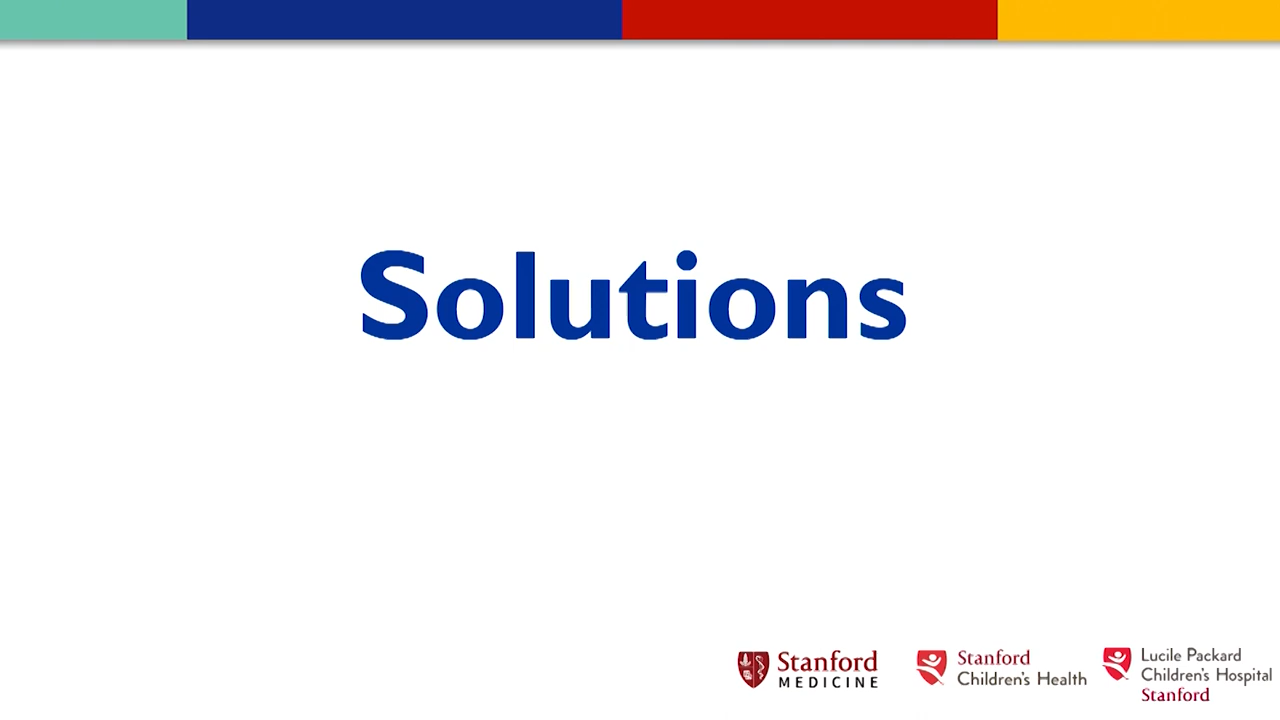 Solutions
Stanford
MEDICINE
Stanford
Children's Health
Lucile Packard
Children's Hospital
Stanford